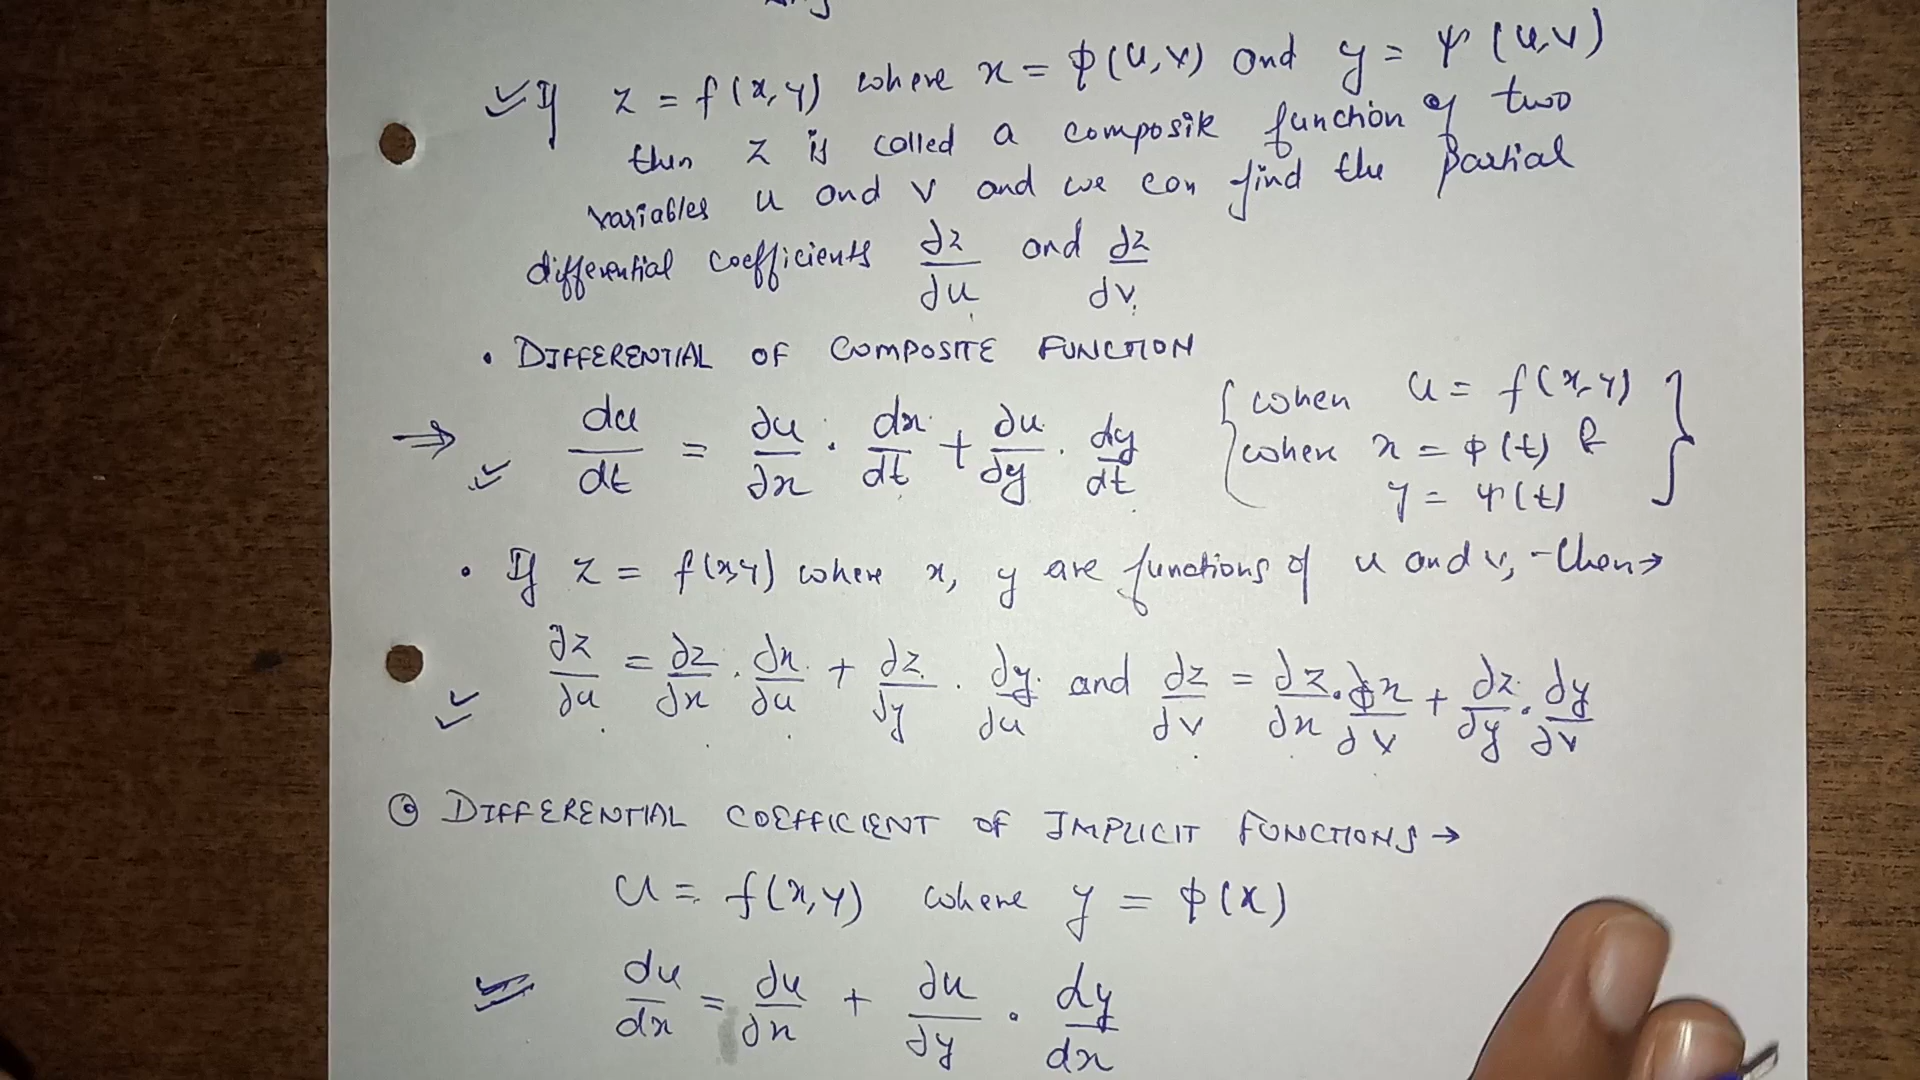 If z = f(x, y) where x = φ(u, v) and y = ψ(u, v)
then z is called a composite function of two
variables u and v and we can find the partial
differential coefficients ∂z/∂u and ∂z/∂v
• DIFFERENTIAL OF COMPOSITE FUNCTION
⇒ du/dt = ∂u/∂x . dx/dt + ∂u/∂y . dy/dt {when u = f(x, y) where x = φ(t) & y = ψ(t)}
• If z = f(x, y) where x, y are functions of u and v, then→
∂z/∂u = ∂z/∂x . ∂x/∂u + ∂z/∂y . ∂y/∂u and ∂z/∂v = ∂z/∂x . ∂x/∂v + ∂z/∂y . ∂y/∂v
DIFFERENTIAL COEFFICIENT OF IMPLICIT FUNCTIONS →
u = f(x, y) where y = φ(x)
du/dx = ∂u/∂x + ∂u/∂y . dy/dx